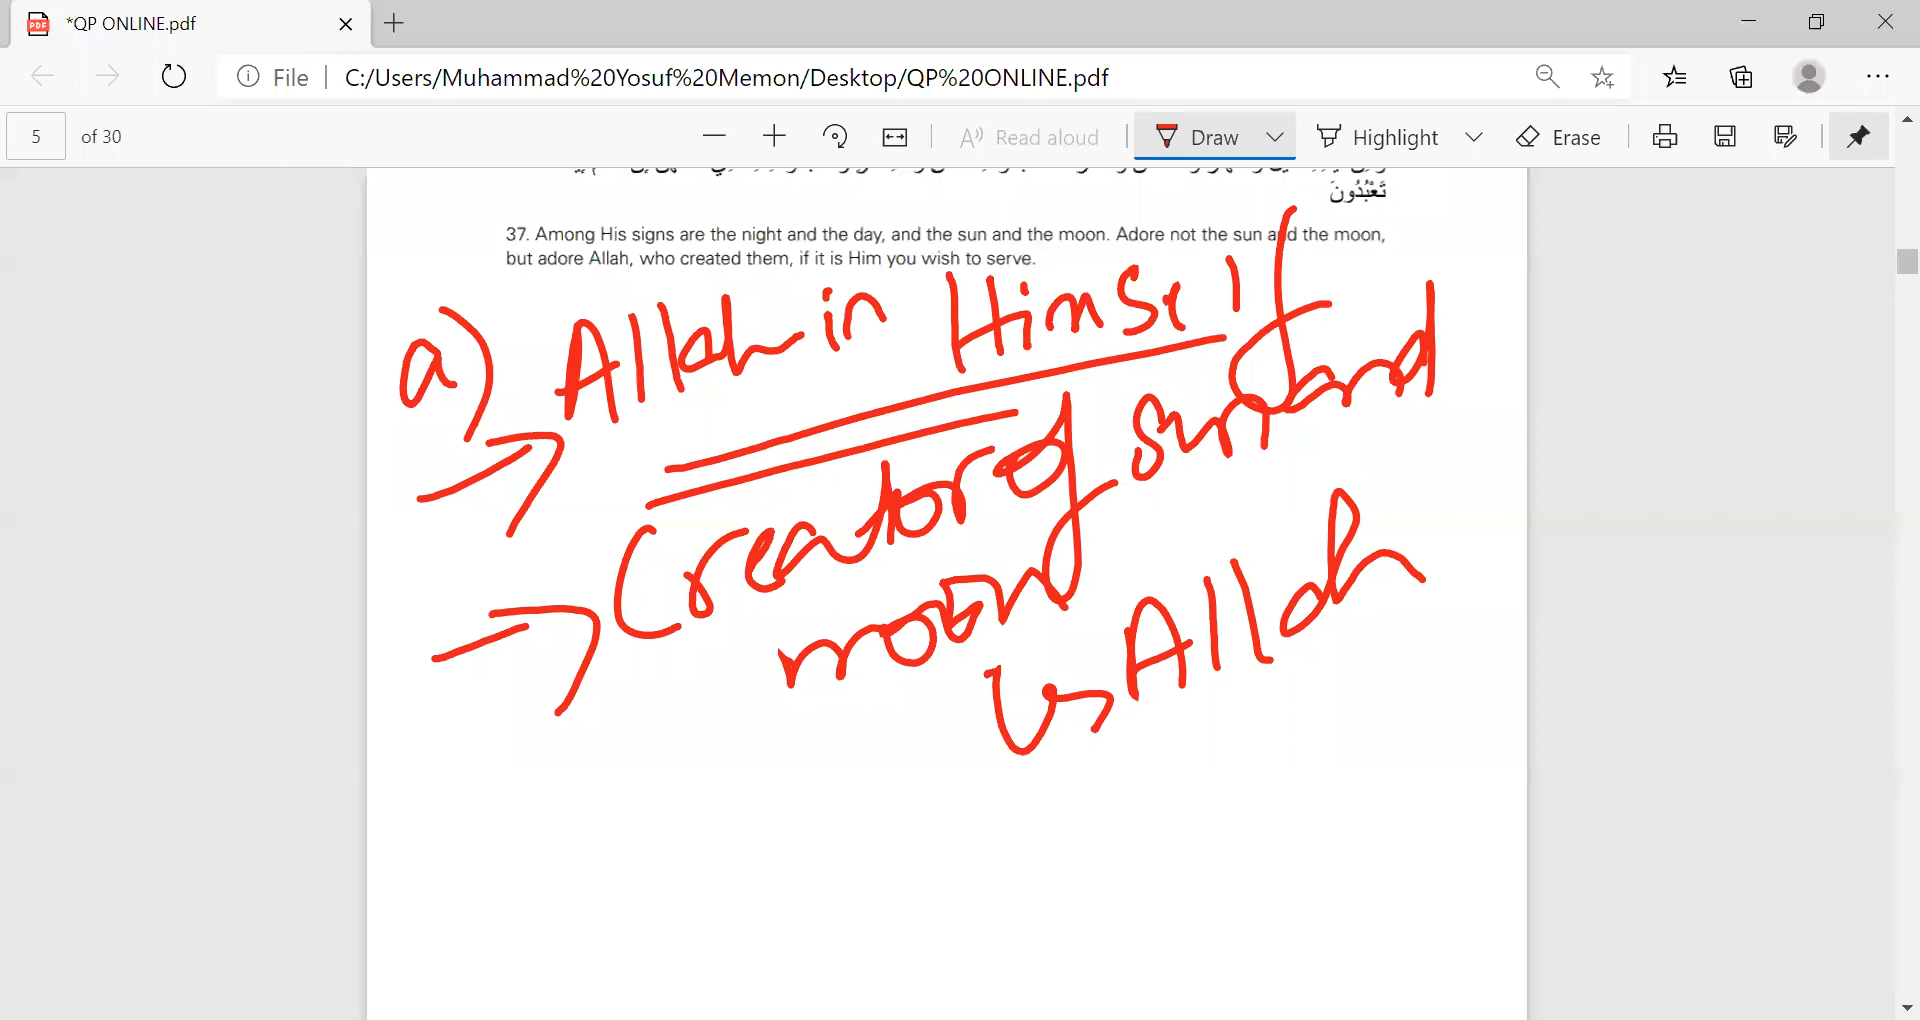 *QP ONLINE.pdf
File | C:/Users/Muhammad%20Yosuf%20Memon/Desktop/QP%20ONLINE.pdf
5 of 30 Read aloud Draw Highlight Erase
تَعْبُدُونَ
37. Among His signs are the night and the day, and the sun and the moon. Adore not the sun and the moon,
but adore Allah, who created them, if it is Him you wish to serve.
a) Allah in Himself
Creator of sun and
moon
is Allah